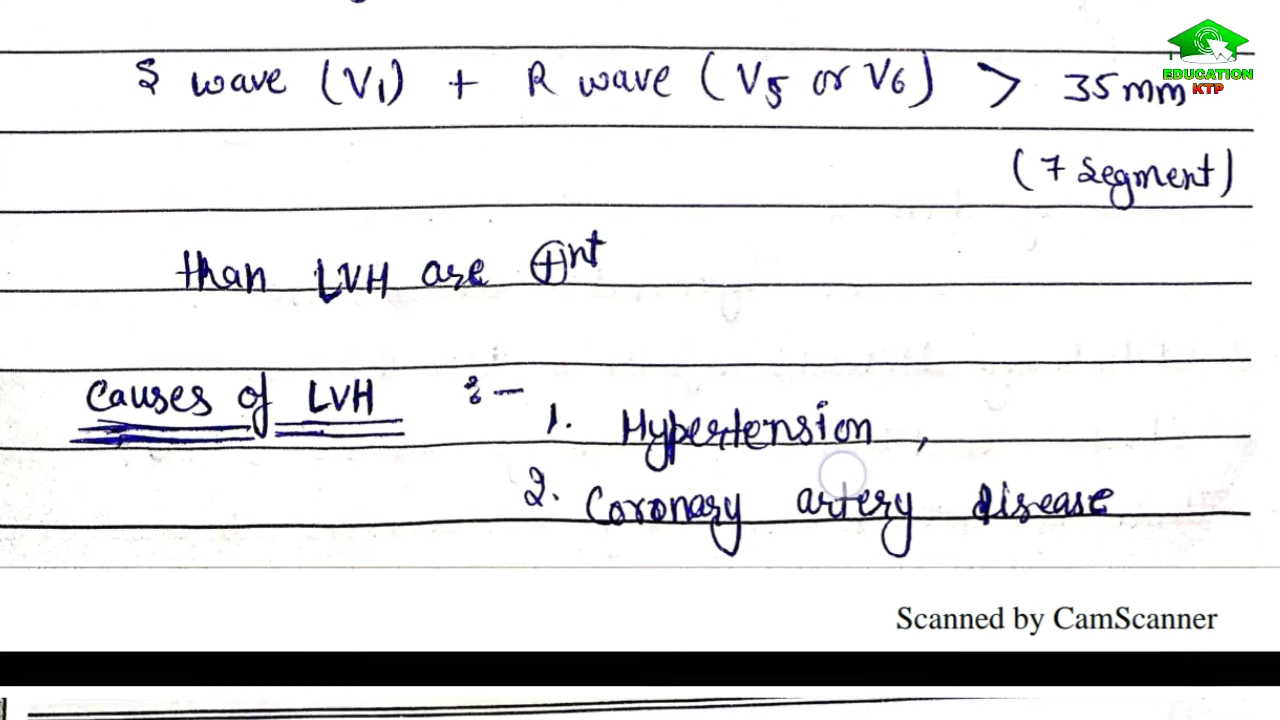 S wave (V1) + R wave (V5 or V6) > 35mm
EDUCATION
KTP
(7 segment)
than LVH are ⊕nt
Causes of LVH :-
1. Hypertension,
2. Coronary artery disease
Scanned by CamScanner